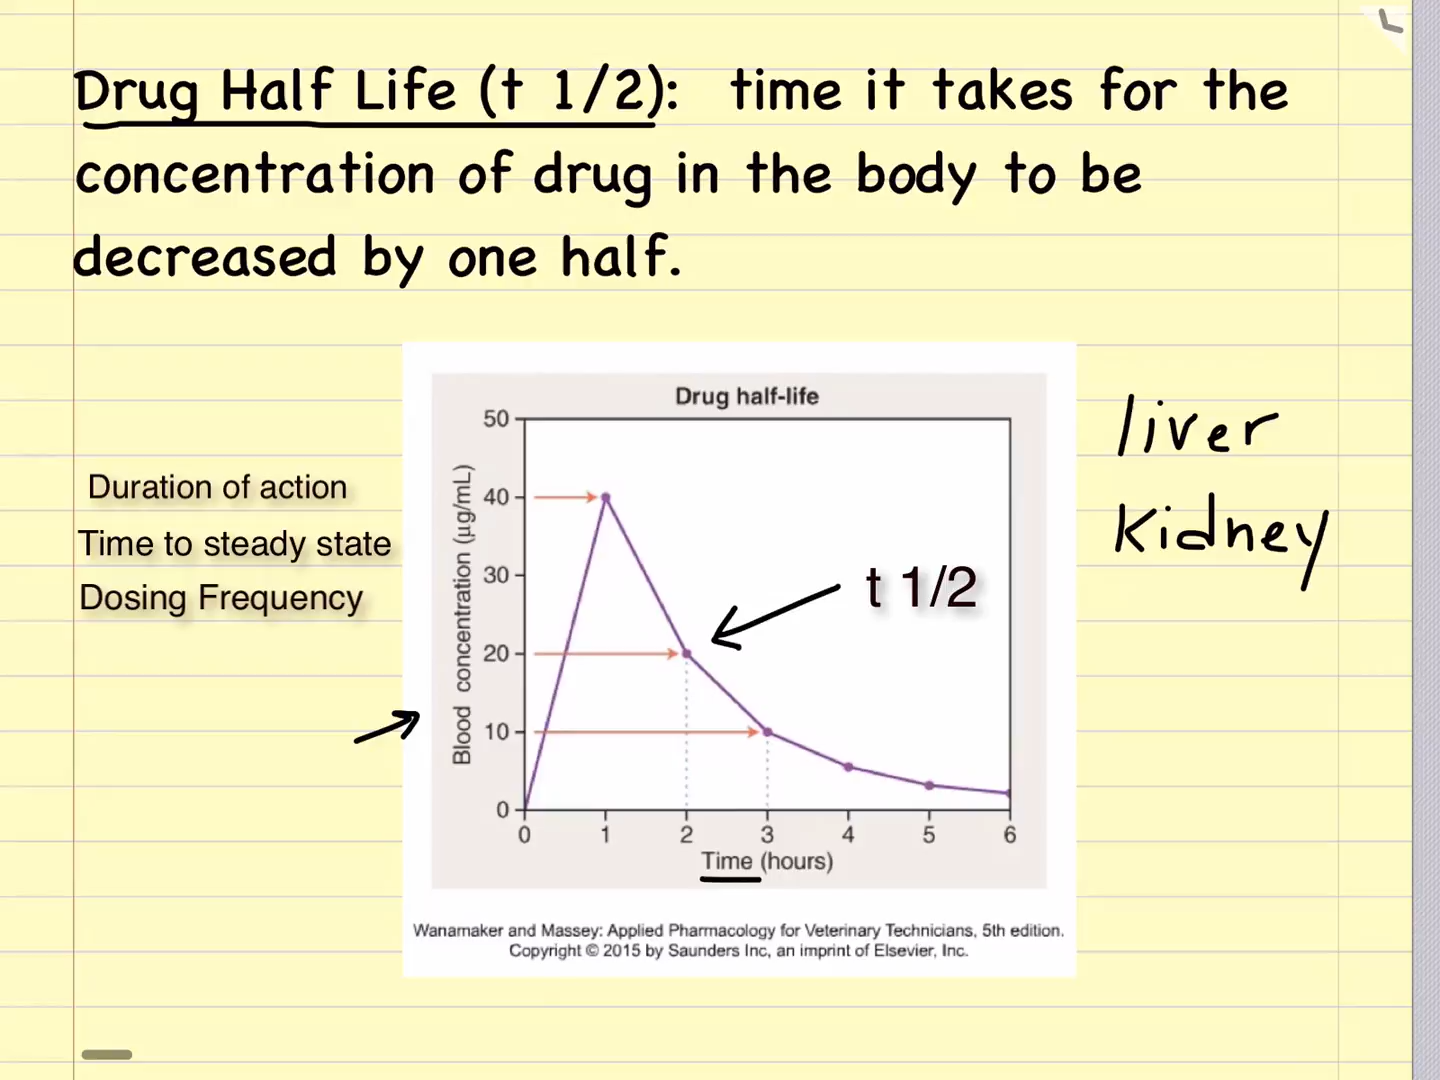 Drug Half Life (t 1/2): time it takes for the
concentration of drug in the body to be
decreased by one half.
Duration of action
Time to steady state
Dosing Frequency
Drug half-life
Blood concentration (µg/mL)
50
40
30
20
10
0
0 1 2 3 4 5 6
Time (hours)
t 1/2
liver
Kidney
Wanamaker and Massey: Applied Pharmacology for Veterinary Technicians, 5th edition.
Copyright © 2015 by Saunders Inc, an imprint of Elsevier, Inc.